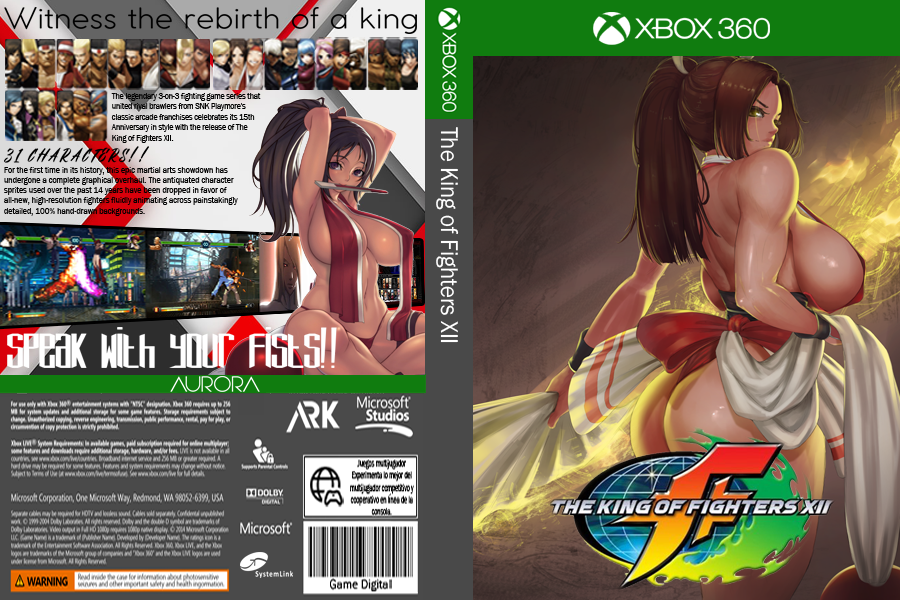 Witness the rebirth of a king
The legendary 3-on-3 fighting game series that
united rival brawlers from SNK Playmore's
classic arcade franchises celebrates its 15th
Anniversary in style with the release of The
King of Fighters XII.
31 CHARACTERS!!
For the first time in its history, this epic martial arts showdown has
undergone a complete graphical overhaul. The antiquated character
sprites used over the past 14 years have been dropped in favor of
all-new, high-resolution fighters fluidly animating across painstakingly
detailed, 100% hand-drawn backgrounds.
Speak With your Fists!!
AURORA
For use only with Xbox 360® entertainment systems with "NTSC" designation. Xbox 360 requires up to 256
MB for system updates and additional storage for some game features. Storage requirements subject to
change. Unauthorized copying, reverse engineering, transmission, public performance, rental, pay for play, or
circumvention of copy protection is strictly prohibited.
Xbox LIVE® System Requirements: In available games, paid subscription required for online multiplayer;
some features and downloads require additional storage, hardware, and/or fees. LIVE is not available in all
countries, see www.xbox.com/live/countries. Broadband internet service and 256 MB or greater required. A
hard drive may be required for some features. Features and system requirements may change without notice.
Subject to Terms of Use (at www.xbox.com/live/termsofuse). See www.xbox.com/live for full details.
Microsoft Corporation, One Microsoft Way, Redmond, WA 98052-6399, USA
Separate cables may be required for HDTV and lossless sound. Cables sold separately. Confidential unpublished
work. © 1999-2004 Dolby Laboratories. All rights reserved. Dolby and the double-D symbol are trademarks of
Dolby Laboratories. Video output in Full HD 1080p requires 1080p native display. © 2014 Microsoft Corporation
LLC. (Game Name) is a trademark of (Publisher Name). Developed by (Developer Name). The ratings icon is a
trademark of the Entertainment Software Association. All Rights Reserved. Xbox 360, Xbox LIVE, and the Xbox
logos are trademarks of the Microsoft group of companies and "Xbox 360" and the Xbox LIVE logos are used
under license from Microsoft. All Rights Reserved.
WARNING
Read inside the case for information about photosensitive
seizures and other important safety and health ingormation.
ARK
Microsoft
Studios
Supports Parental Controls
DOLBY
DIGITAL
Microsoft
SystemLink
Juegos multijugador
Experimenta lo mejor del
multijugador competitivo y
cooperativo en línea de la
consola.
Game Digital
XBOX 360
The King of Fighters XII
XBOX 360
THE KING OF FIGHTERS XII